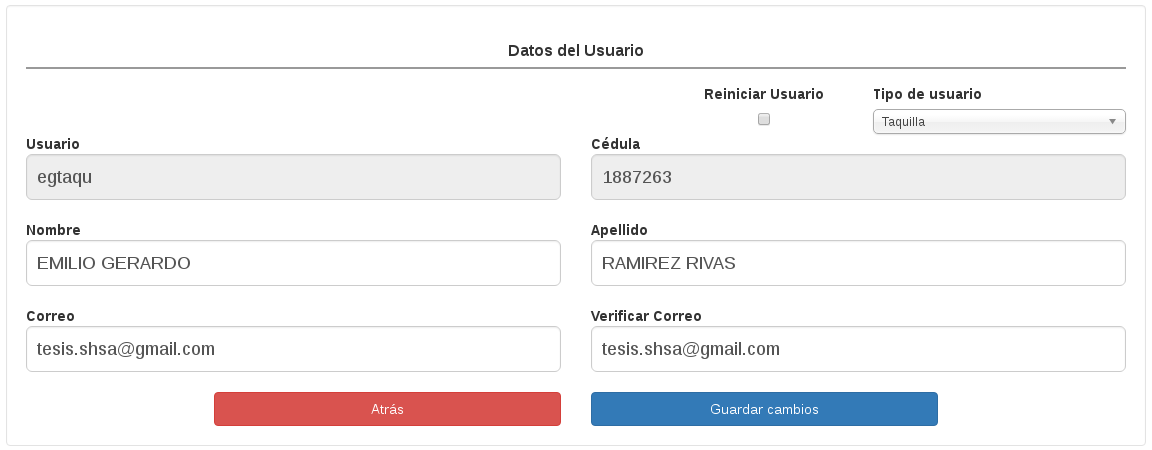 Datos del Usuario
Reiniciar Usuario
Tipo de usuario
Taquilla
Usuario
Cédula
egtaqu
1887263
Nombre
Apellido
EMILIO GERARDO
RAMIREZ RIVAS
Correo
Verificar Correo
tesis.shsa@gmail.com
tesis.shsa@gmail.com
Atrás
Guardar cambios